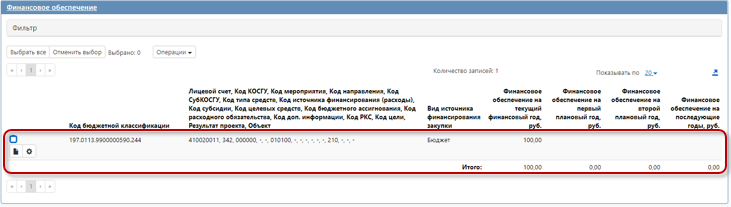 Финансовое обеспечение
Фильтр
Выбрать все Отменить выбор Выбрано: 0 Операции
« ‹ 1 › » Количество записей: 1 Показывать по 20
Код бюджетной классификации
Лицевой счет, Код КОСГУ, Код мероприятия, Код направления, Код
СубКОСГУ, Код типа средств, Код источника финансирования (расходы),
Код субсидии, Код целевых средств, Код бюджетного ассигнования, Код
расходного обязательства, Код доп. информации, Код РКС, Код цели,
Результат проекта, Объект
Вид источника
финансирования
закупки
Финансовое
обеспечение на
текущий
финансовый год,
руб.
Финансовое
обеспечение на
первый
плановый год,
руб.
Финансовое
обеспечение на
второй
плановый год,
руб.
Финансовое
обеспечение на
последующие
годы, руб.
197.0113.9900000590.244 410020011, 342, 000000, -, -, 010100, -, -, -, -, -, -, 210, -, -, - Бюджет 100,00
Итого: 100,00 0,00 0,00 0,00
« ‹ 1 › »